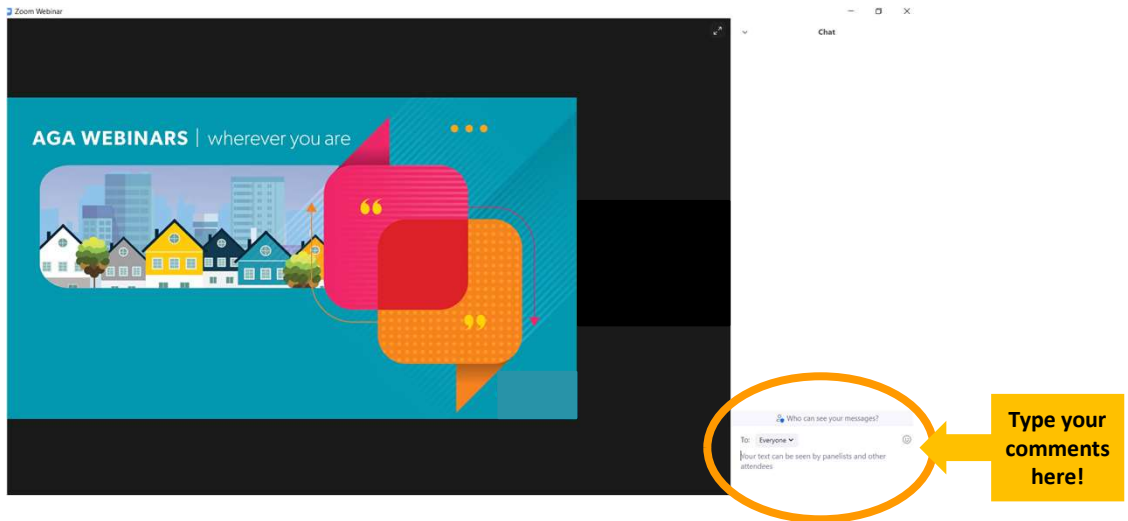 Zoom Webinar
Chat
AGA WEBINARS | wherever you are
“
”
Who can see your messages?
To: Everyone
Your text can be seen by panelists and other
attendees
Type your
comments
here!